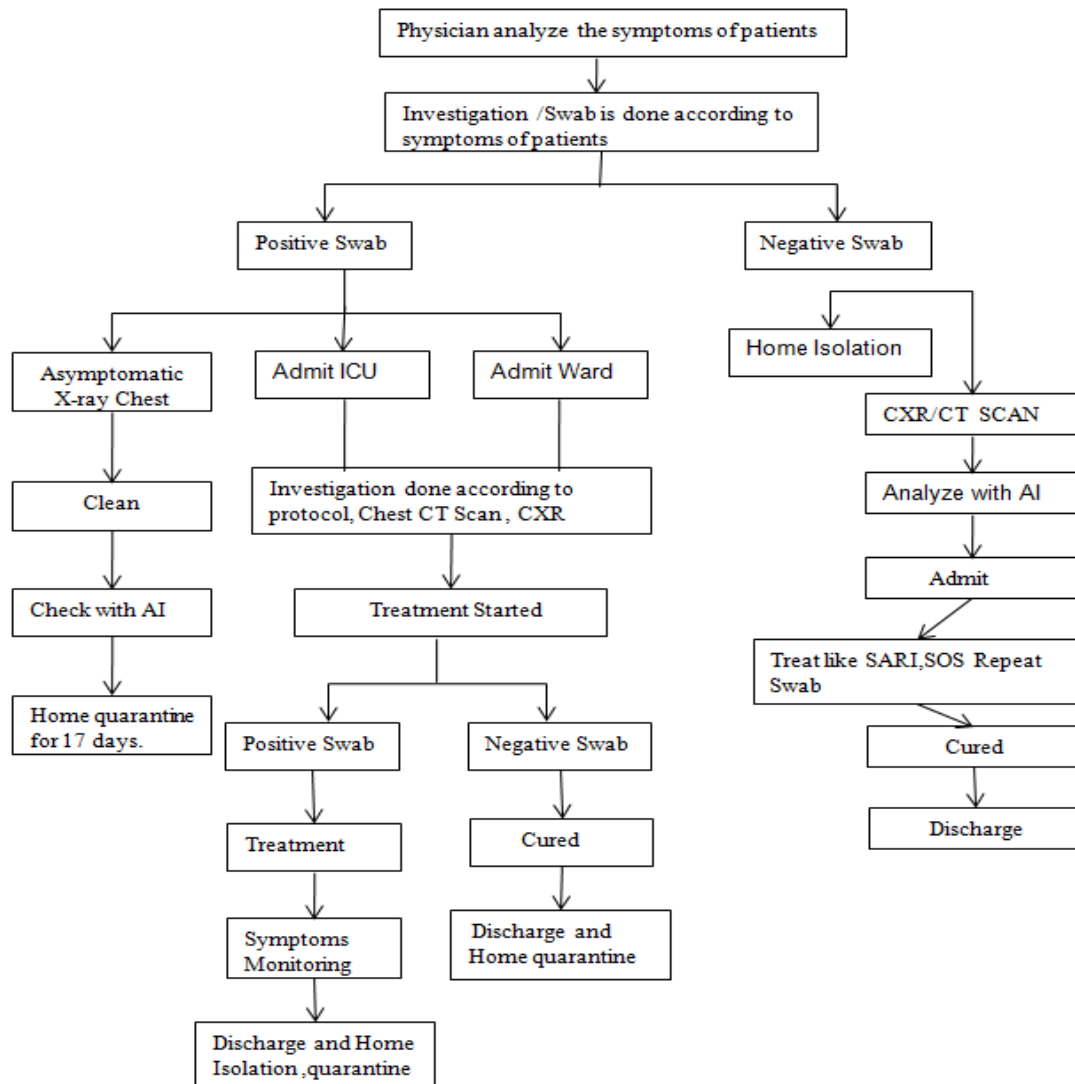 Physician analyze the symptoms of patients
Investigation /Swab is done according to
symptoms of patients
Positive Swab
Negative Swab
Asymptomatic
X-ray Chest
Admit ICU
Admit Ward
Home Isolation
CXR/CT SCAN
Clean
Investigation done according to
protocol, Chest CT Scan , CXR
Analyze with AI
Check with AI
Treatment Started
Admit
Treat like SARI,SOS Repeat
Swab
Home quarantine
for 17 days.
Positive Swab
Negative Swab
Cured
Treatment
Cured
Discharge
Symptoms
Monitoring
Discharge and
Home quarantine
Discharge and Home
Isolation ,quarantine